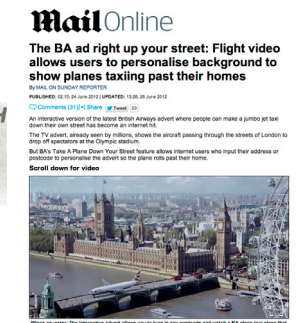 Mail Online
The BA ad right up your street: Flight video
allows users to personalise background to
show planes taxiing past their homes
By MAIL ON SUNDAY REPORTER
PUBLISHED: 02:15, 24 June 2012 | UPDATED: 13:26, 26 June 2012
Comments (31) Share Tweet 23
An interactive version of the latest British Airways advert where people can make a jumbo jet taxi
down their own street has become an internet hit.
The TV advert, already seen by millions, shows the aircraft passing through the streets of London to
drop off spectators at the Olympic stadium.
But BA's Take A Plane Down Your Street feature allows internet users who input their address or
postcode to personalise the advert so the plane rolls past their home.
Scroll down for video